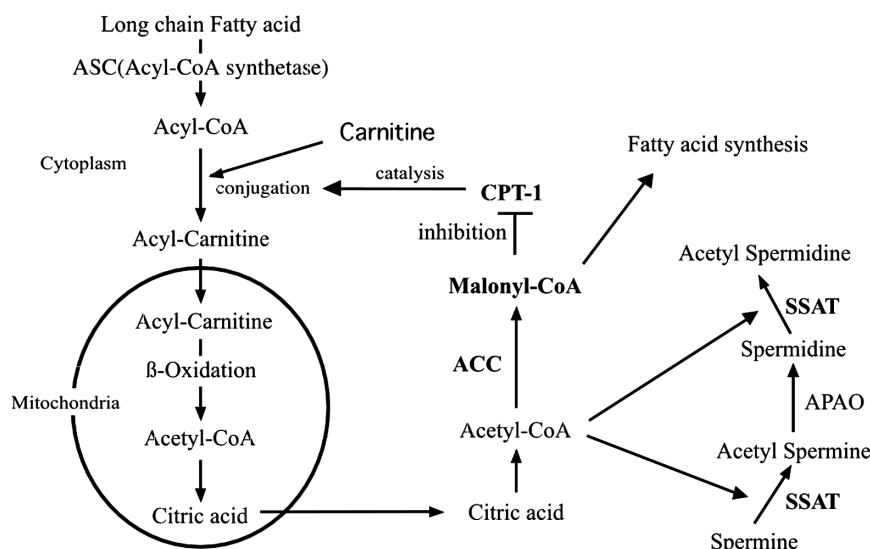 Long chain Fatty acid
ASC(Acyl-CoA synthetase)
Acyl-CoA
Carnitine
Cytoplasm
conjugation
catalysis
CPT-1
Fatty acid synthesis
Acyl-Carnitine
inhibition
Acetyl Spermidine
Malonyl-CoA
SSAT
Acyl-Carnitine
Spermidine
ß-Oxidation
ACC
Mitochondria
APAO
Acetyl-CoA
Acetyl-CoA
Acetyl Spermine
SSAT
Citric acid
Citric acid
Spermine